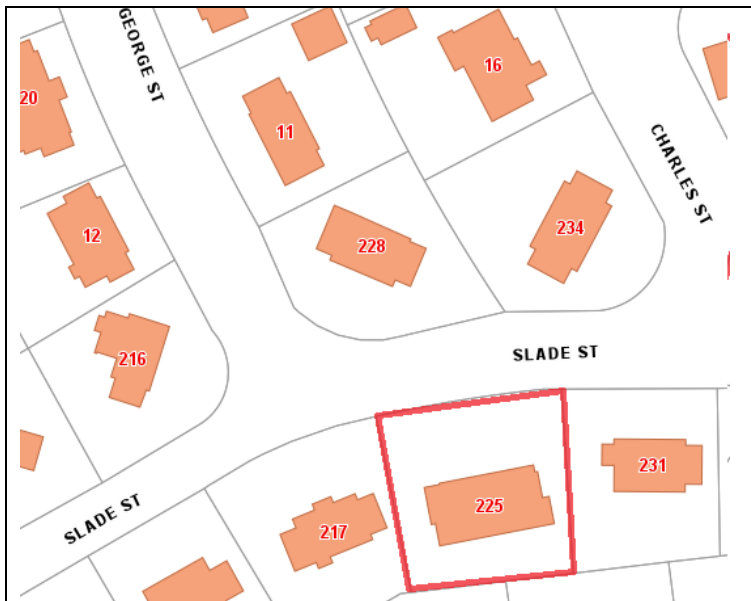 GEORGE ST
16
20
11
CHARLES ST
12
228
234
216
SLADE ST
231
225
SLADE ST
217